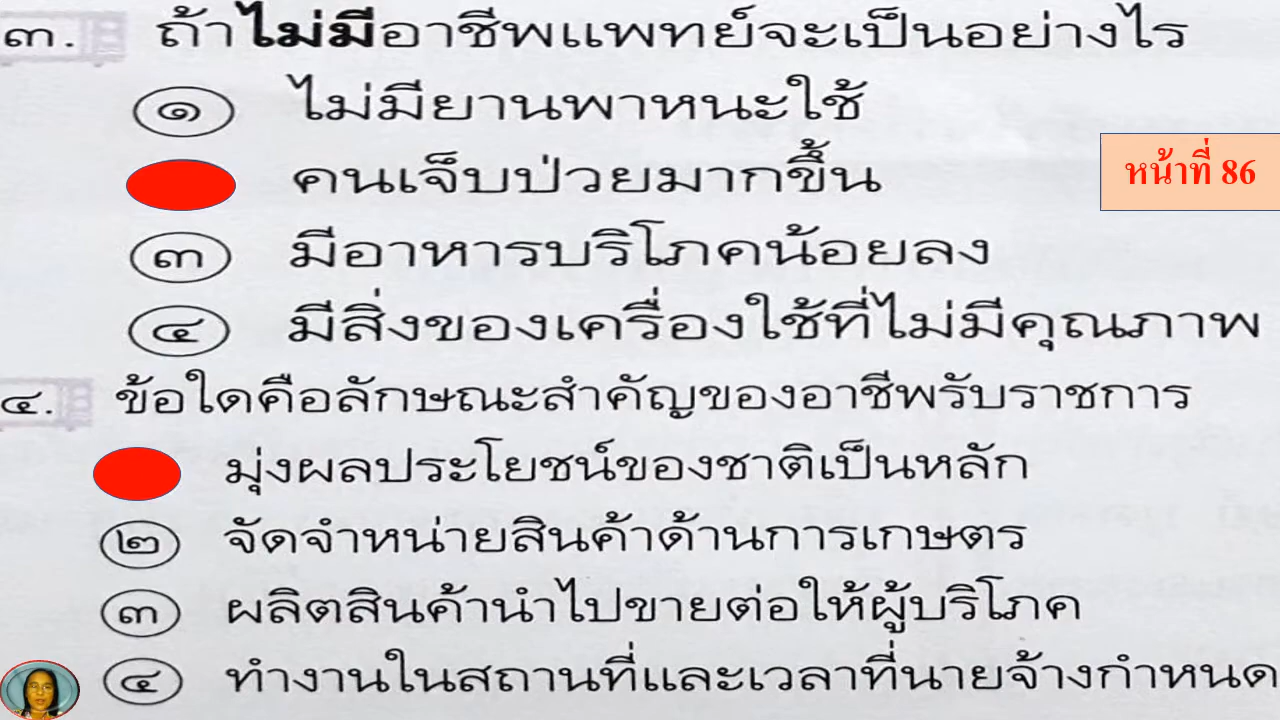 ๓. ถ้าไม่มีอาชีพแพทย์จะเป็นอย่างไร
๑ ไม่มียานพาหนะใช้
คนเจ็บป่วยมากขึ้น
หน้าที่ 86
๓ มีอาหารบริโภคน้อยลง
๔ มีสิ่งของเครื่องใช้ที่ไม่มีคุณภาพ
๔. ข้อใดคือลักษณะสำคัญของอาชีพรับราชการ
มุ่งผลประโยชน์ของชาติเป็นหลัก
๒ จัดจำหน่ายสินค้าด้านการเกษตร
๓ ผลิตสินค้านำไปขายต่อให้ผู้บริโภค
๔ ทำงานในสถานที่และเวลาที่นายจ้างกำหนด